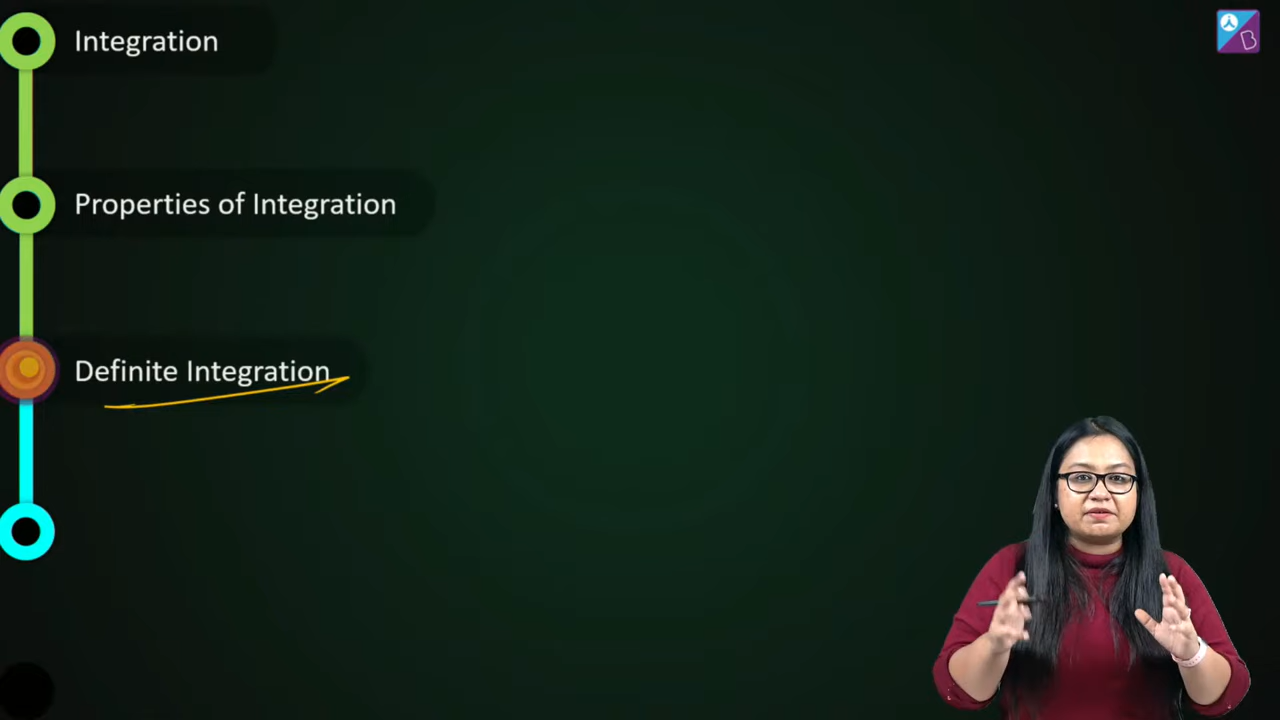 Integration
Properties of Integration
Definite Integration
B